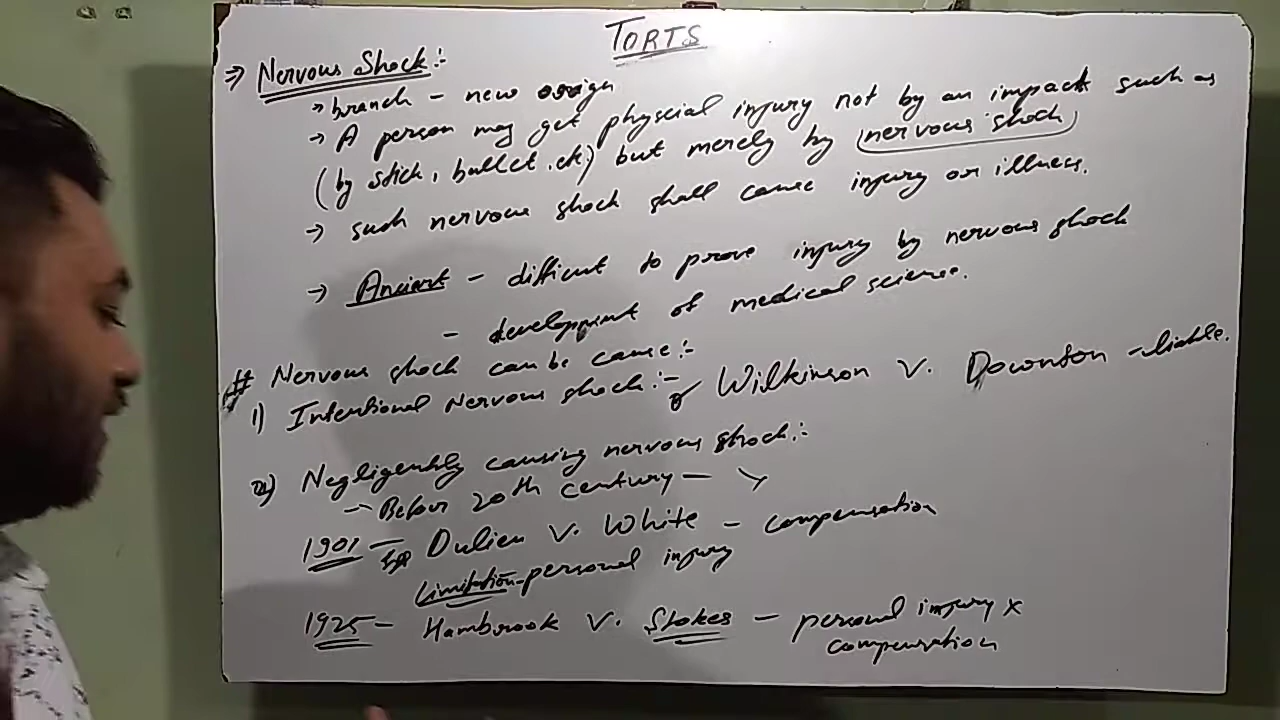 TORTS
⇒ Nervous Shock:-
→ branch - new origin
→ A person may get physcial injury not by an impact such as
(by stick, bullet.etc) but merely by nervous shock
→ such nervous shock shall cause injury or illness.
→ Ancient - difficult to prove injury by nervous shock
- development of medical science.
# Nervous shock can be cause:-
1) Intentional Nervous shock:- Wilkinson V. Downton - liable.
2) Negligently causing nervous shock:-
→ Before 20th century -
1901 - Dulieu V. White - compensation
Limitation - personal injury
1925 - Hambrook V. Stokes - personal injury x
compensation